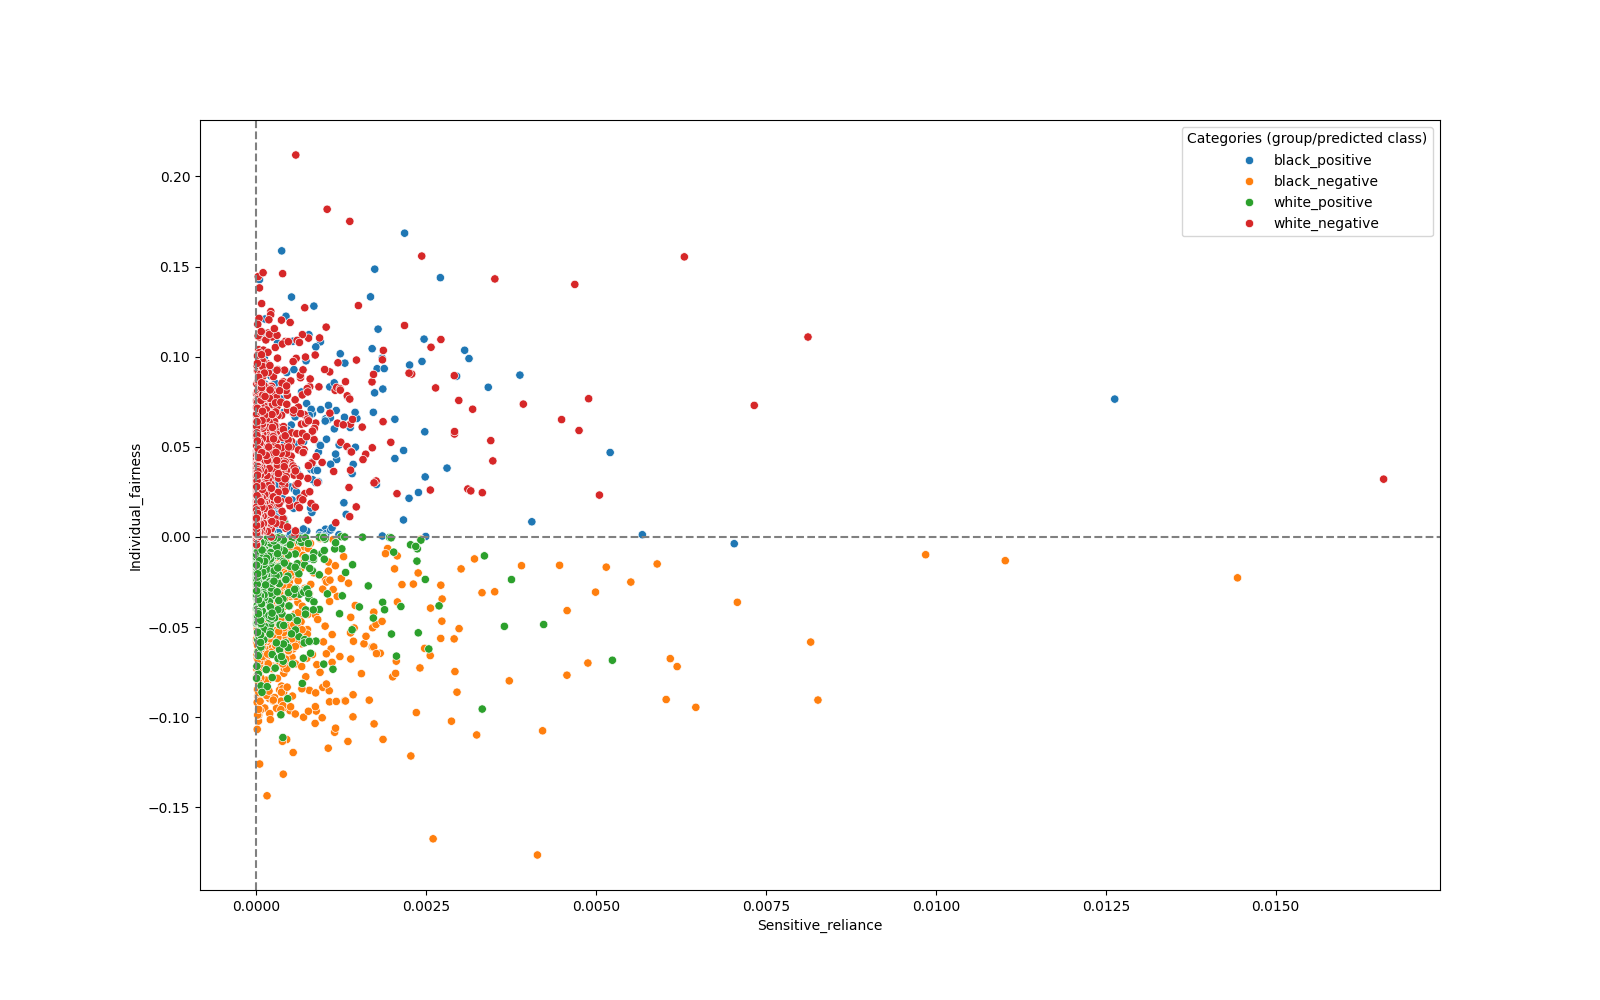 Categories (group/predicted class)
black_positive
black_negative
white_positive
white_negative
Individual_fairness
0.20
0.15
0.10
0.05
0.00
−0.05
−0.10
−0.15
0.0000 0.0025 0.0050 0.0075 0.0100 0.0125 0.0150
Sensitive_reliance